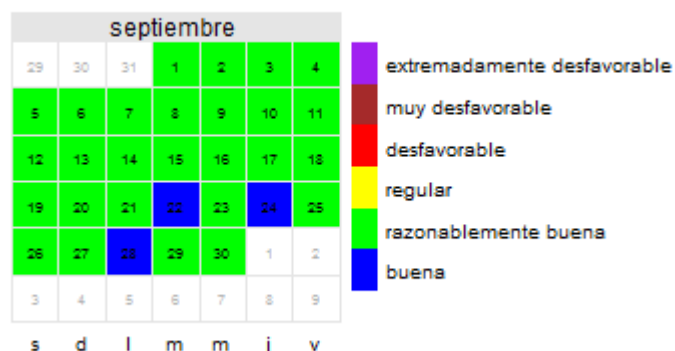 septiembre
29 30 31 1 2 3 4
5 6 7 8 9 10 11
12 13 14 15 16 17 18
19 20 21 22 23 24 25
26 27 28 29 30 1 2
3 4 5 6 7 8 9
s d l m m j v
extremadamente desfavorable
muy desfavorable
desfavorable
regular
razonablemente buena
buena